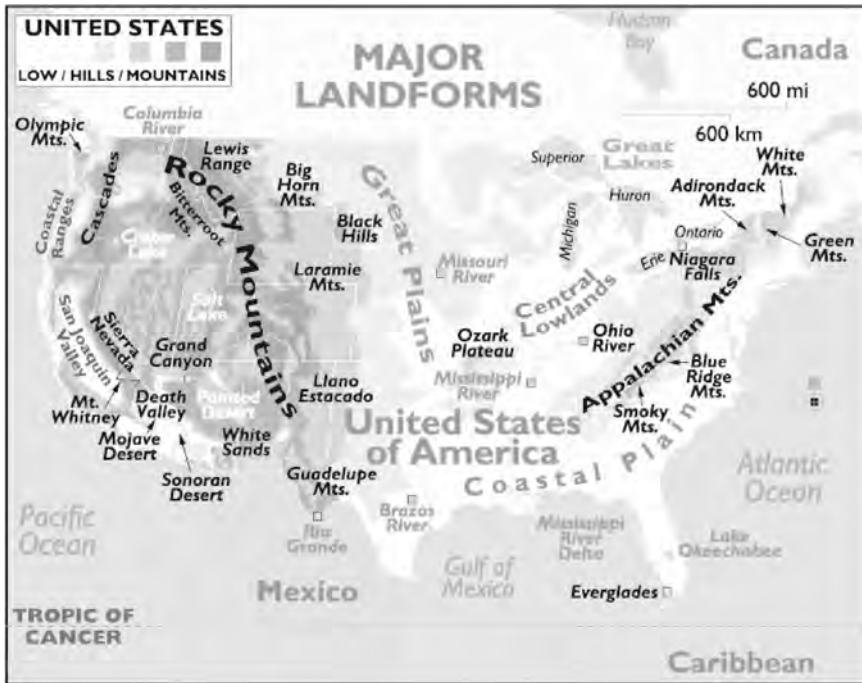 UNITED STATES
LOW / HILLS / MOUNTAINS
MAJOR
LANDFORMS
Hudson
Bay
Canada
600 mi
600 km
Columbia
River
Olympic
Mts.
Lewis
Range
Cascades
Coastal
Ranges
Rocky Mountains
Bitterroot
Mts.
Big
Horn
Mts.
Great Plains
Superior
Great
Lakes
White
Mts.
Adirondack
Mts.
Huron
Michigan
Ontario
Erie
Niagara
Falls
Green
Mts.
Crater
Lake
Black
Hills
Missouri
River
Laramie
Mts.
Salt
Lake
Central
Lowlands
San Joaquin
Valley
Sierra
Nevada
Grand
Canyon
Ozark
Plateau
Ohio
River
Appalachian Mts.
Blue
Ridge
Mts.
Mt.
Whitney
Death
Valley
Painted
Desert
Llano
Estacado
Mississippi
River
Smoky
Mts.
Mojave
Desert
White
Sands
United States
of America
Coastal Plain
Sonoran
Desert
Guadelupe
Mts.
Atlantic
Ocean
Pacific
Ocean
Rio
Grande
Brazos
River
Mississippi
River
Delta
Lake
Okeechobee
Gulf of
Mexico
Mexico
Everglades
TROPIC OF
CANCER
Caribbean